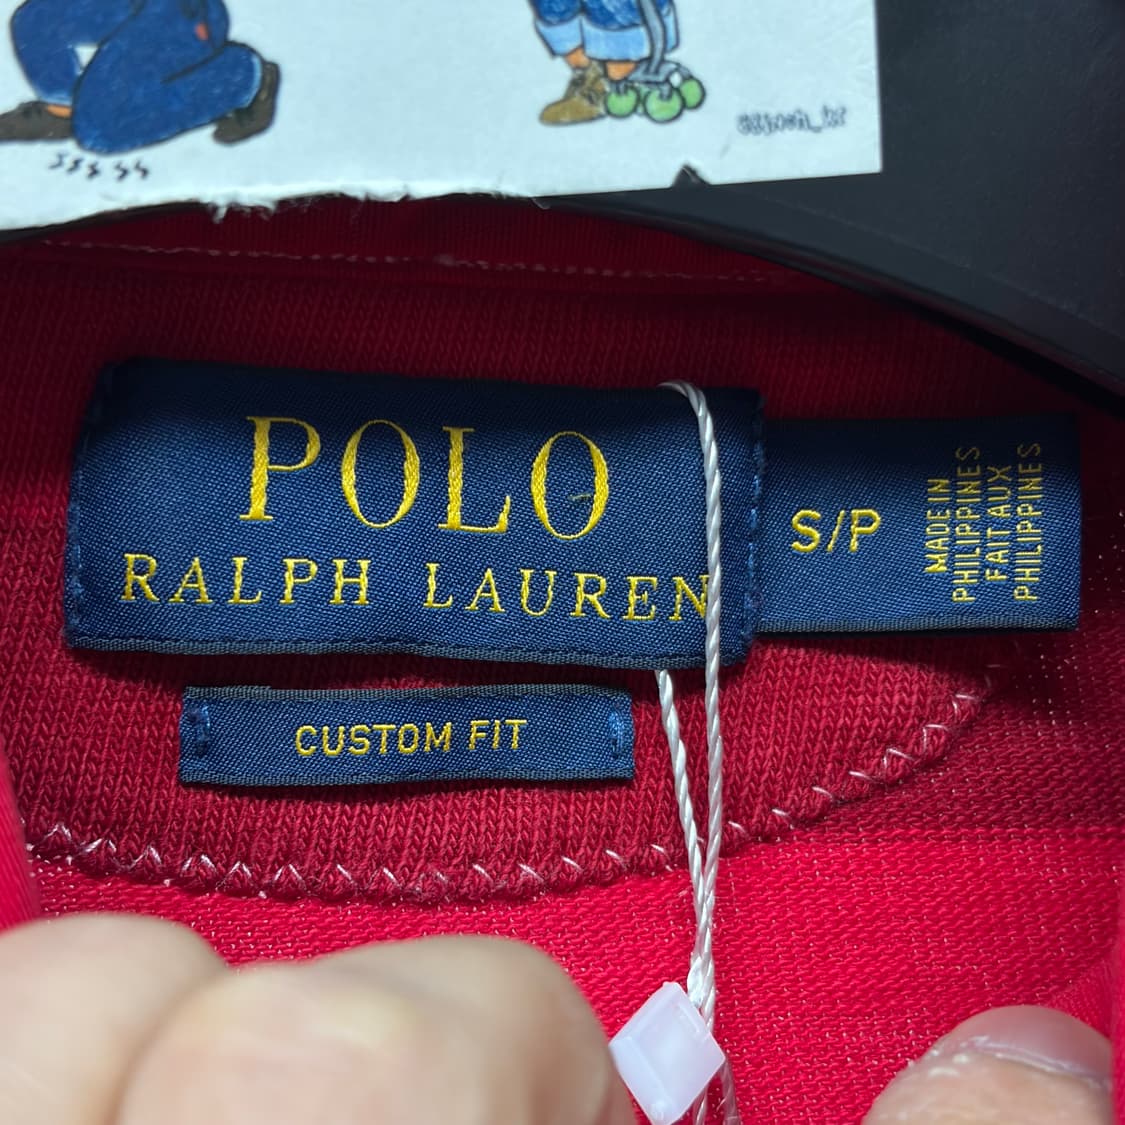 POLO
RALPH LAUREN
S/P
MADE IN
PHILIPPINES
FAIT AUX
PHILIPPINES
CUSTOM FIT